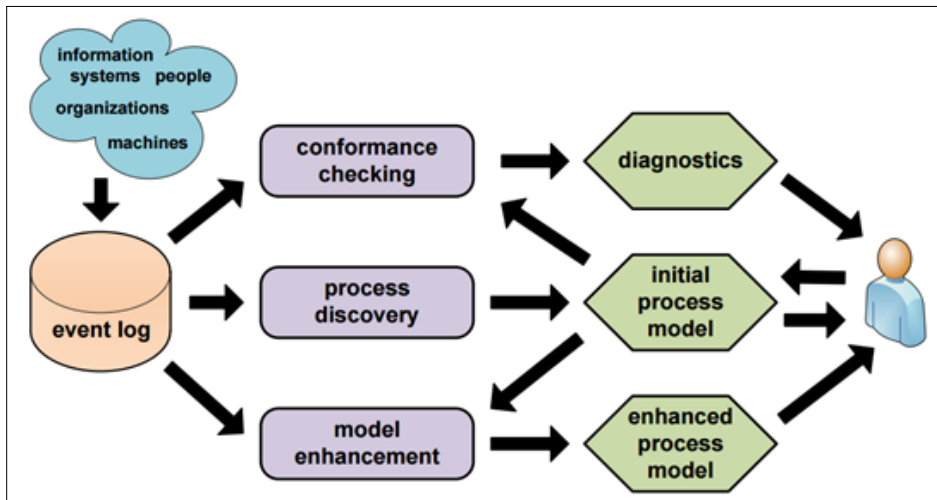 information
systems people
organizations
machines
conformance
checking
diagnostics
event log
process
discovery
initial
process
model
model
enhancement
enhanced
process
model